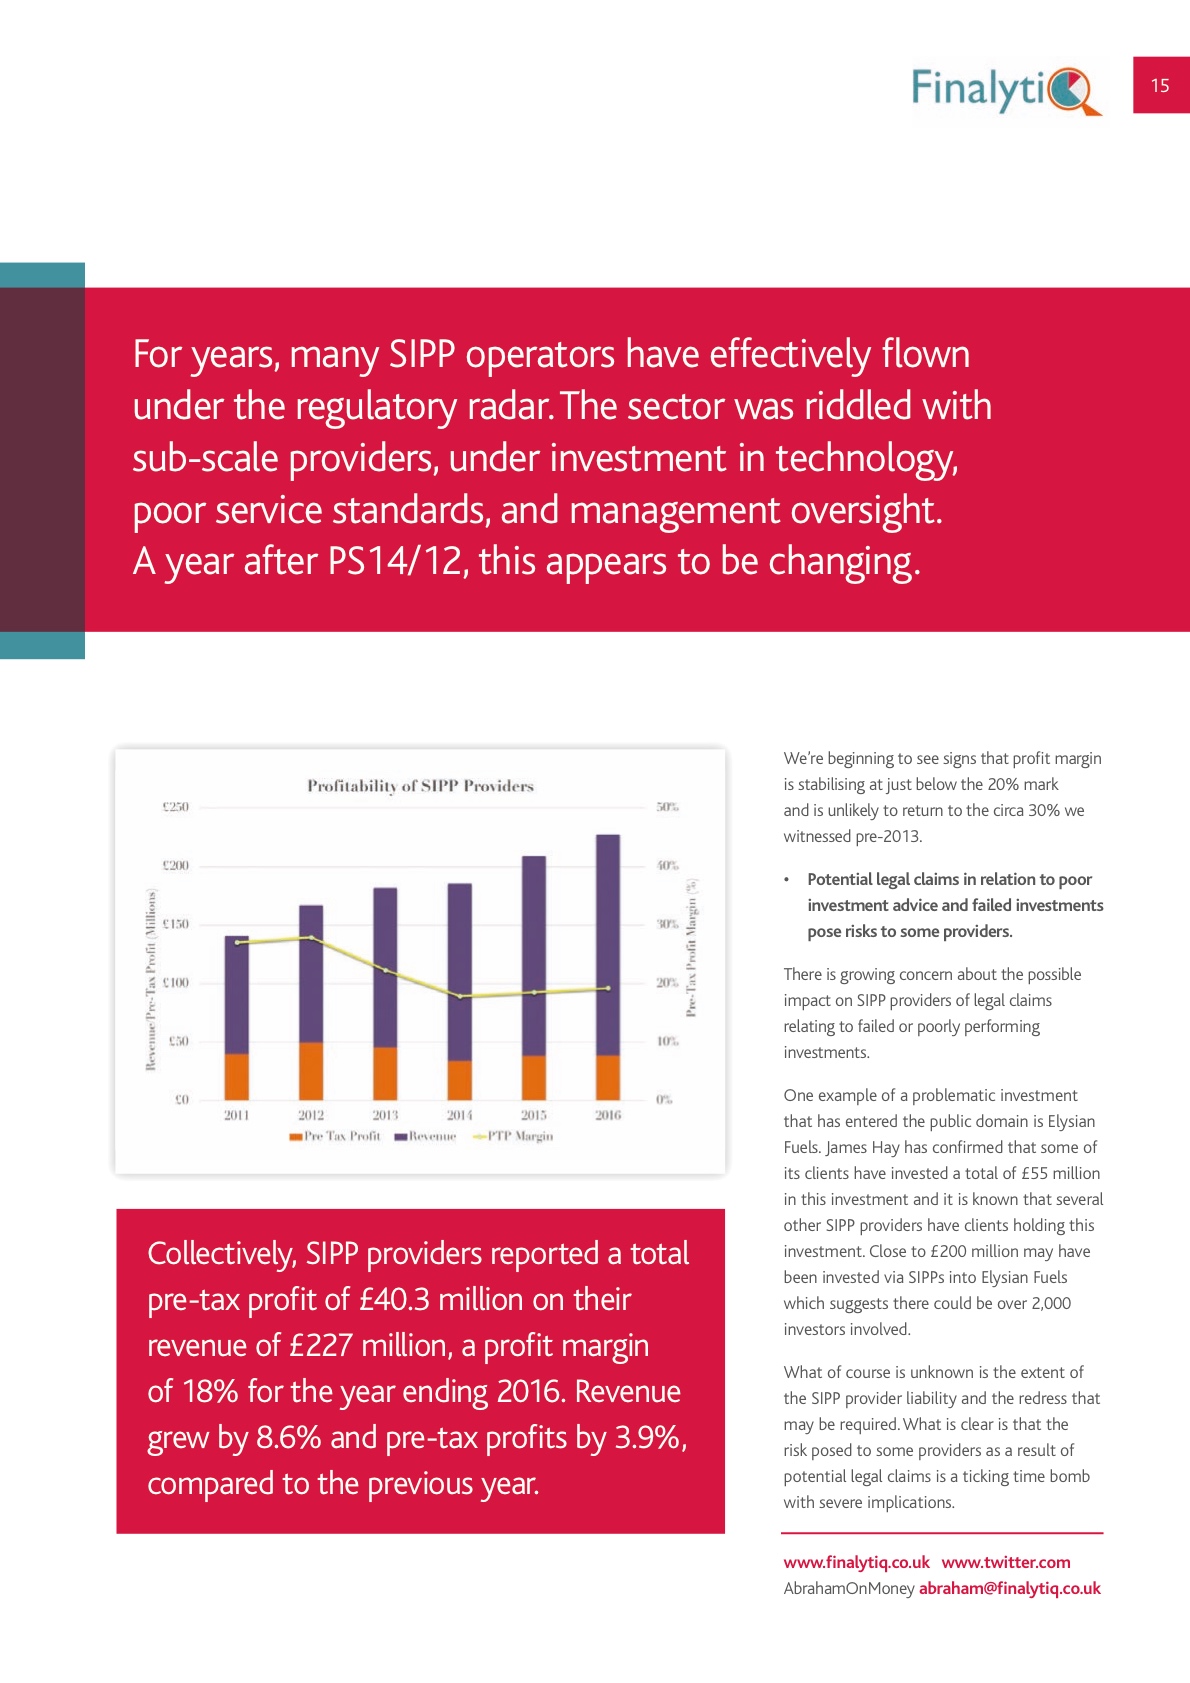 FinalytiQ
15
For years, many SIPP operators have effectively flown
under the regulatory radar. The sector was riddled with
sub-scale providers, under investment in technology,
poor service standards, and management oversight.
A year after PS14/12, this appears to be changing.
Profitability of SIPP Providers
Revenue/Pre-Tax Profit (Millions)
£250
£200
£150
£100
£50
£0
50%
40%
30%
20%
10%
0%
Pre-Tax Profit Margin (%)
2011 2012 2013 2014 2015 2016
Pre Tax Profit Revenue PTP Margin
Collectively, SIPP providers reported a total
pre-tax profit of £40.3 million on their
revenue of £227 million, a profit margin
of 18% for the year ending 2016. Revenue
grew by 8.6% and pre-tax profits by 3.9%,
compared to the previous year.
We’re beginning to see signs that profit margin
is stabilising at just below the 20% mark
and is unlikely to return to the circa 30% we
witnessed pre-2013.
• Potential legal claims in relation to poor
investment advice and failed investments
pose risks to some providers.
There is growing concern about the possible
impact on SIPP providers of legal claims
relating to failed or poorly performing
investments.
One example of a problematic investment
that has entered the public domain is Elysian
Fuels. James Hay has confirmed that some of
its clients have invested a total of £55 million
in this investment and it is known that several
other SIPP providers have clients holding this
investment. Close to £200 million may have
been invested via SIPPs into Elysian Fuels
which suggests there could be over 2,000
investors involved.
What of course is unknown is the extent of
the SIPP provider liability and the redress that
may be required. What is clear is that the
risk posed to some providers as a result of
potential legal claims is a ticking time bomb
with severe implications.
www.finalytiq.co.uk www.twitter.com
AbrahamOnMoney abraham@finalytiq.co.uk